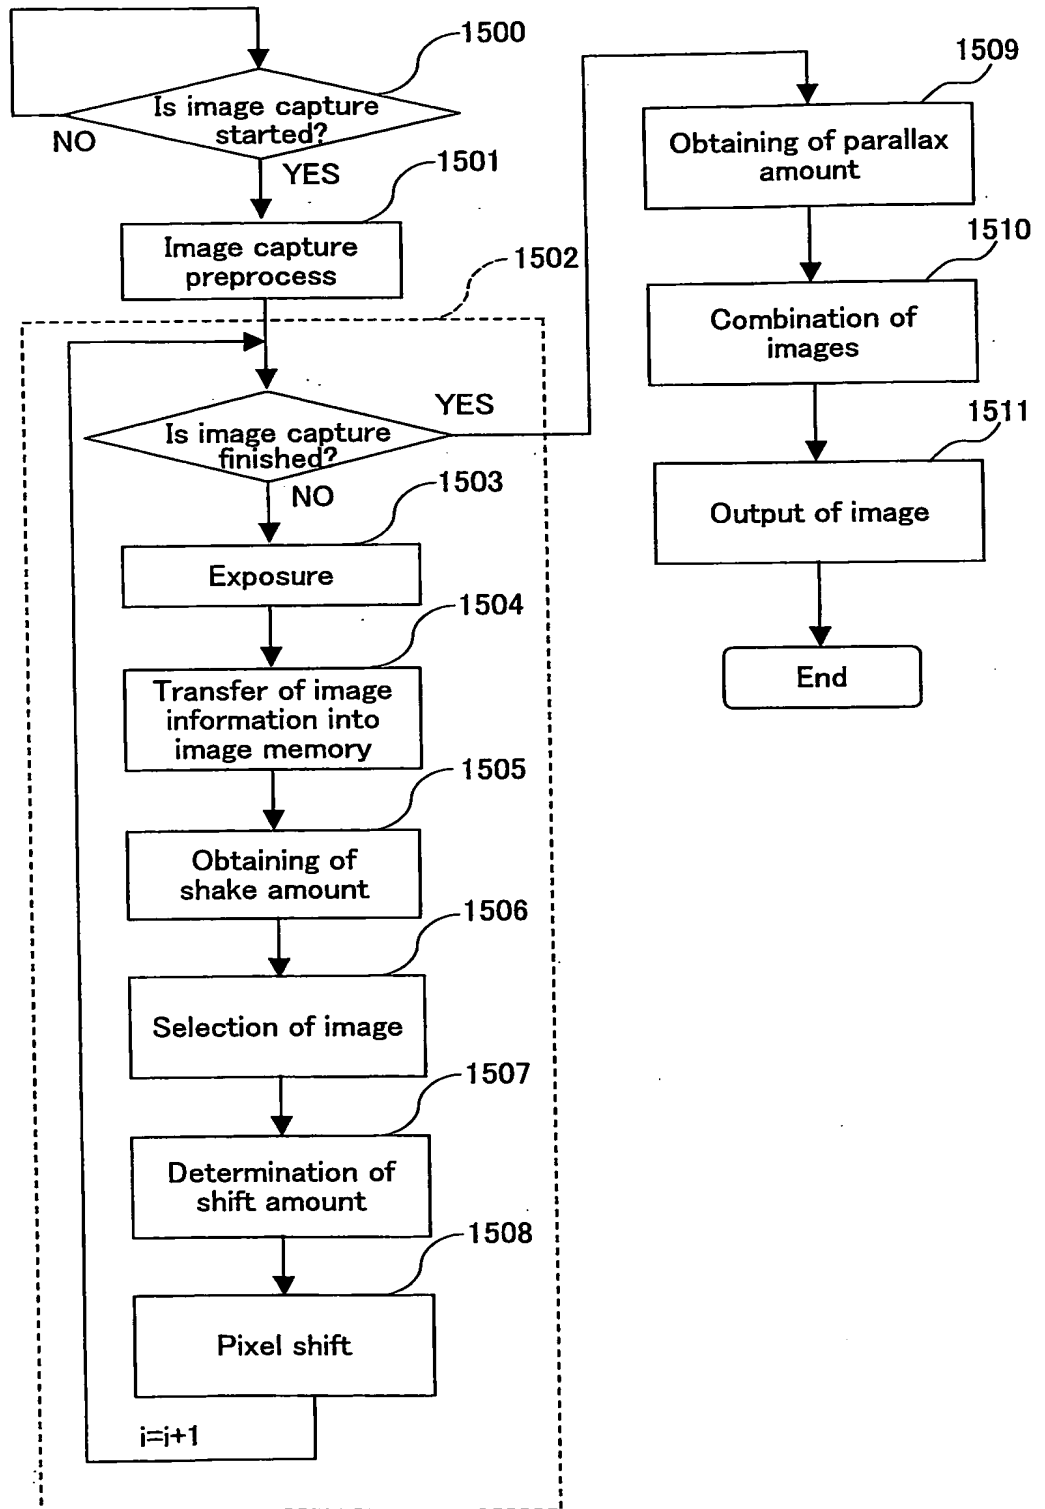 1500
Is image capture
started?
NO
YES
1501
Image capture
preprocess
1502
Is image capture
finished?
YES
NO
1503
Exposure
1504
Transfer of image
information into
image memory
1505
Obtaining of
shake amount
1506
Selection of image
1507
Determination of
shift amount
1508
Pixel shift
i=i+1
1509
Obtaining of parallax
amount
1510
Combination of
images
1511
Output of image
End